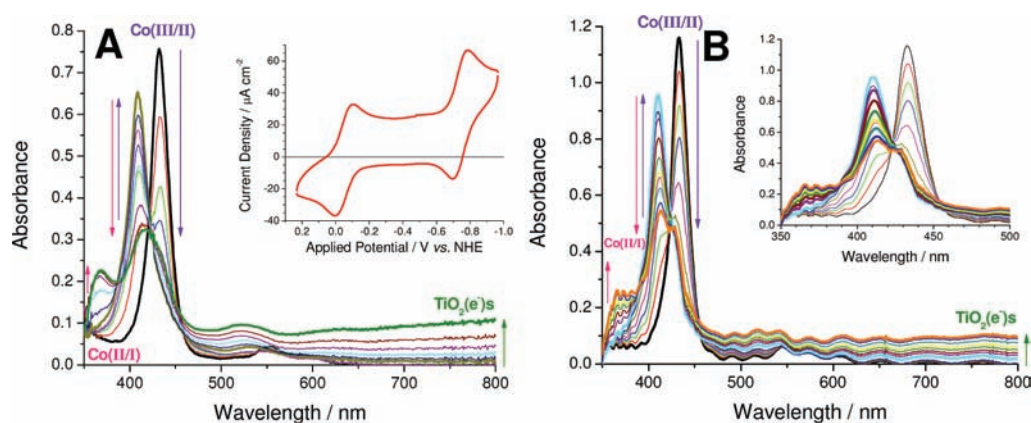 A
Co(III/II)
0.8
0.7
0.6
0.5
0.4
0.3
0.2
0.1
0.0
Absorbance
400 500 600 700 800
Wavelength / nm
Co(II/I)
TiO₂(e⁻)s
60
40
20
0
20
40
Current Density / µA cm⁻²
0.2 0.0 -0.2 -0.4 -0.6 -0.8 -1.0
Applied Potential / V vs. NHE
B
Co(III/II)
1.2
1.0
0.8
0.6
0.4
0.2
0.0
Absorbance
400 450 500 550 600 650 700 750 800
Wavelength / nm
Co(II/I)
TiO₂(e⁻)s
1.2
1.0
0.8
0.6
0.4
0.2
0.0
Absorbance
350 400 450 500
Wavelength / nm